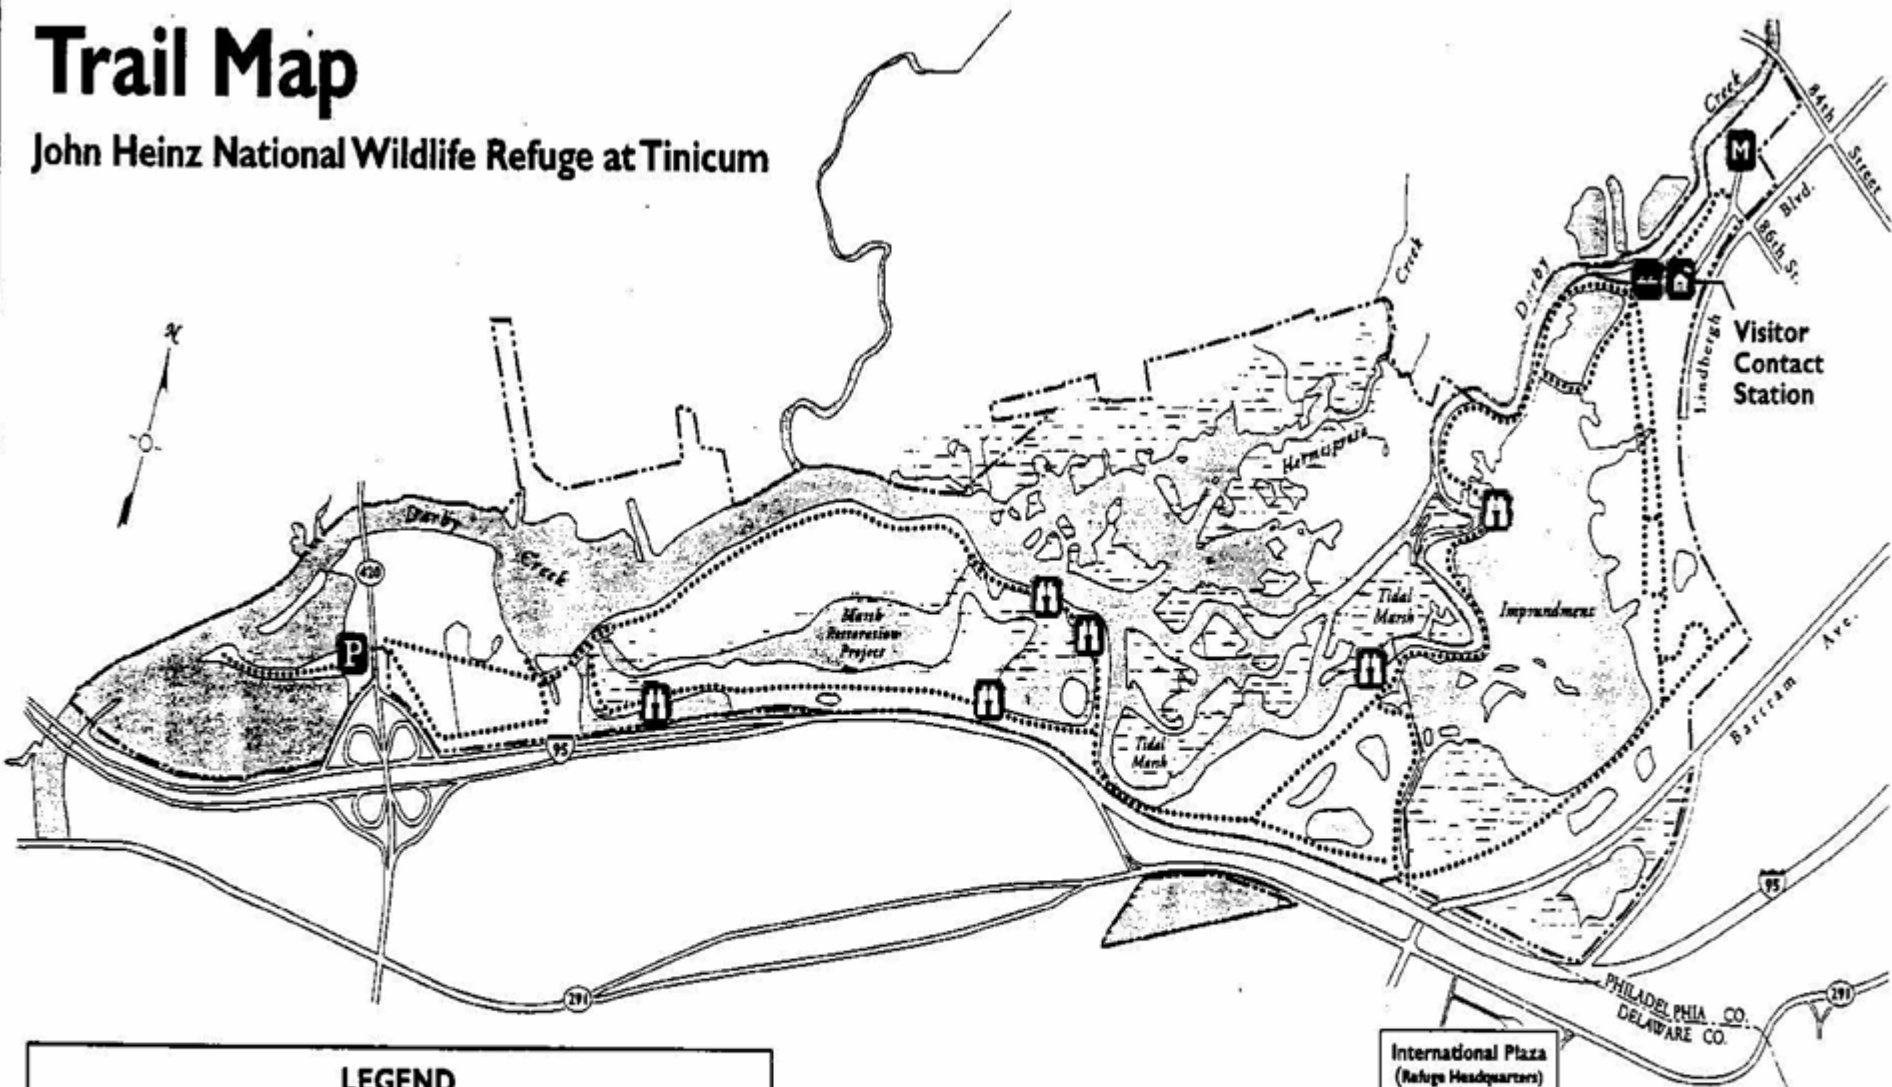 Trail Map
John Heinz National Wildlife Refuge at Tinicum
N
Creek
84th
Street
M
Blvd.
86th St.
Darby
Creek
Visitor
Contact
Station
Lindbergh
Hermesprota
Darby
Creek
420
P
Marsh
Restoration
Project
Tidal
Marsh
Impoundment
Tidal
Marsh
95
Bartram Ave.
95
291
PHILADELPHIA CO.
DELAWARE CO.
291
International Plaza
(Refuge Headquarters)
LEGEND